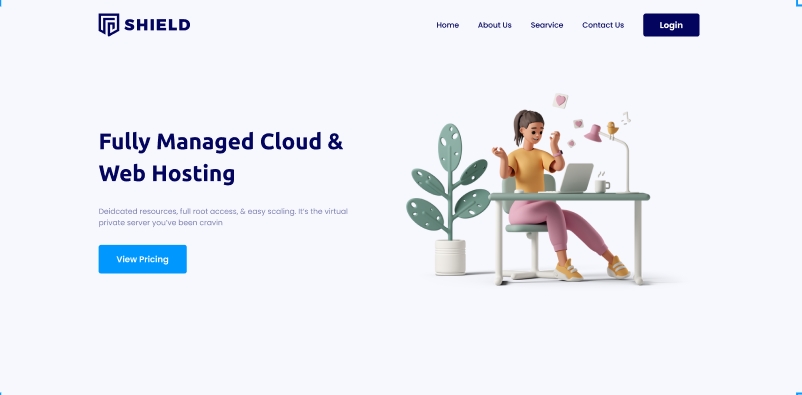 SHIELD
Home About Us Searvice Contact Us Login
Fully Managed Cloud &
Web Hosting
Deidcated resources, full root access, & easy scaling. It's the virtual
private server you've been cravin
View Pricing